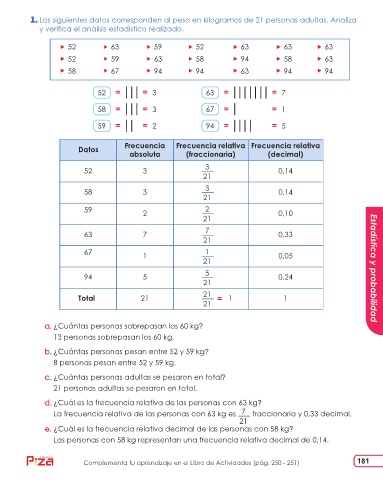 1. Los siguientes datos corresponden al peso en kilogramos de 21 personas adultas. Analiza
y verifica el análisis estadístico realizado.
▸ 52 ▸ 63 ▸ 59 ▸ 52 ▸ 63 ▸ 63 ▸ 63
▸ 52 ▸ 59 ▸ 63 ▸ 58 ▸ 94 ▸ 58 ▸ 63
▸ 58 ▸ 67 ▸ 94 ▸ 94 ▸ 63 ▸ 94 ▸ 94
52 = | | | = 3 63 = | | | | | | | = 7
58 = | | | = 3 67 = | = 1
59 = | | = 2 94 = | | | | = 5
Datos Frecuencia absoluta Frecuencia relativa (fraccionaria) Frecuencia relativa (decimal)
52 3 3/21 0,14
58 3 3/21 0,14
59 2 2/21 0,10
63 7 7/21 0,33
67 1 1/21 0,05
94 5 5/21 0,24
Total 21 21/21 = 1 1
a. ¿Cuántas personas sobrepasan los 60 kg?
13 personas sobrepasan los 60 kg.
b. ¿Cuántas personas pesan entre 52 y 59 kg?
8 personas pesan entre 52 y 59 kg.
c. ¿Cuántas personas adultas se pesaron en total?
21 personas adultas se pesaron en total.
d. ¿Cuál es la frecuencia relativa de las personas con 63 kg?
La frecuencia relativa de las personas con 63 kg es 7/21 fraccionaria y 0,33 decimal.
e. ¿Cuál es la frecuencia relativa decimal de las personas con 58 kg?
Las personas con 58 kg representan una frecuencia relativa decimal de 0,14.
Estadística y probabilidad
Piza
Complementa tu aprendizaje en el Libro de Actividades (pág. 250 - 251)
181